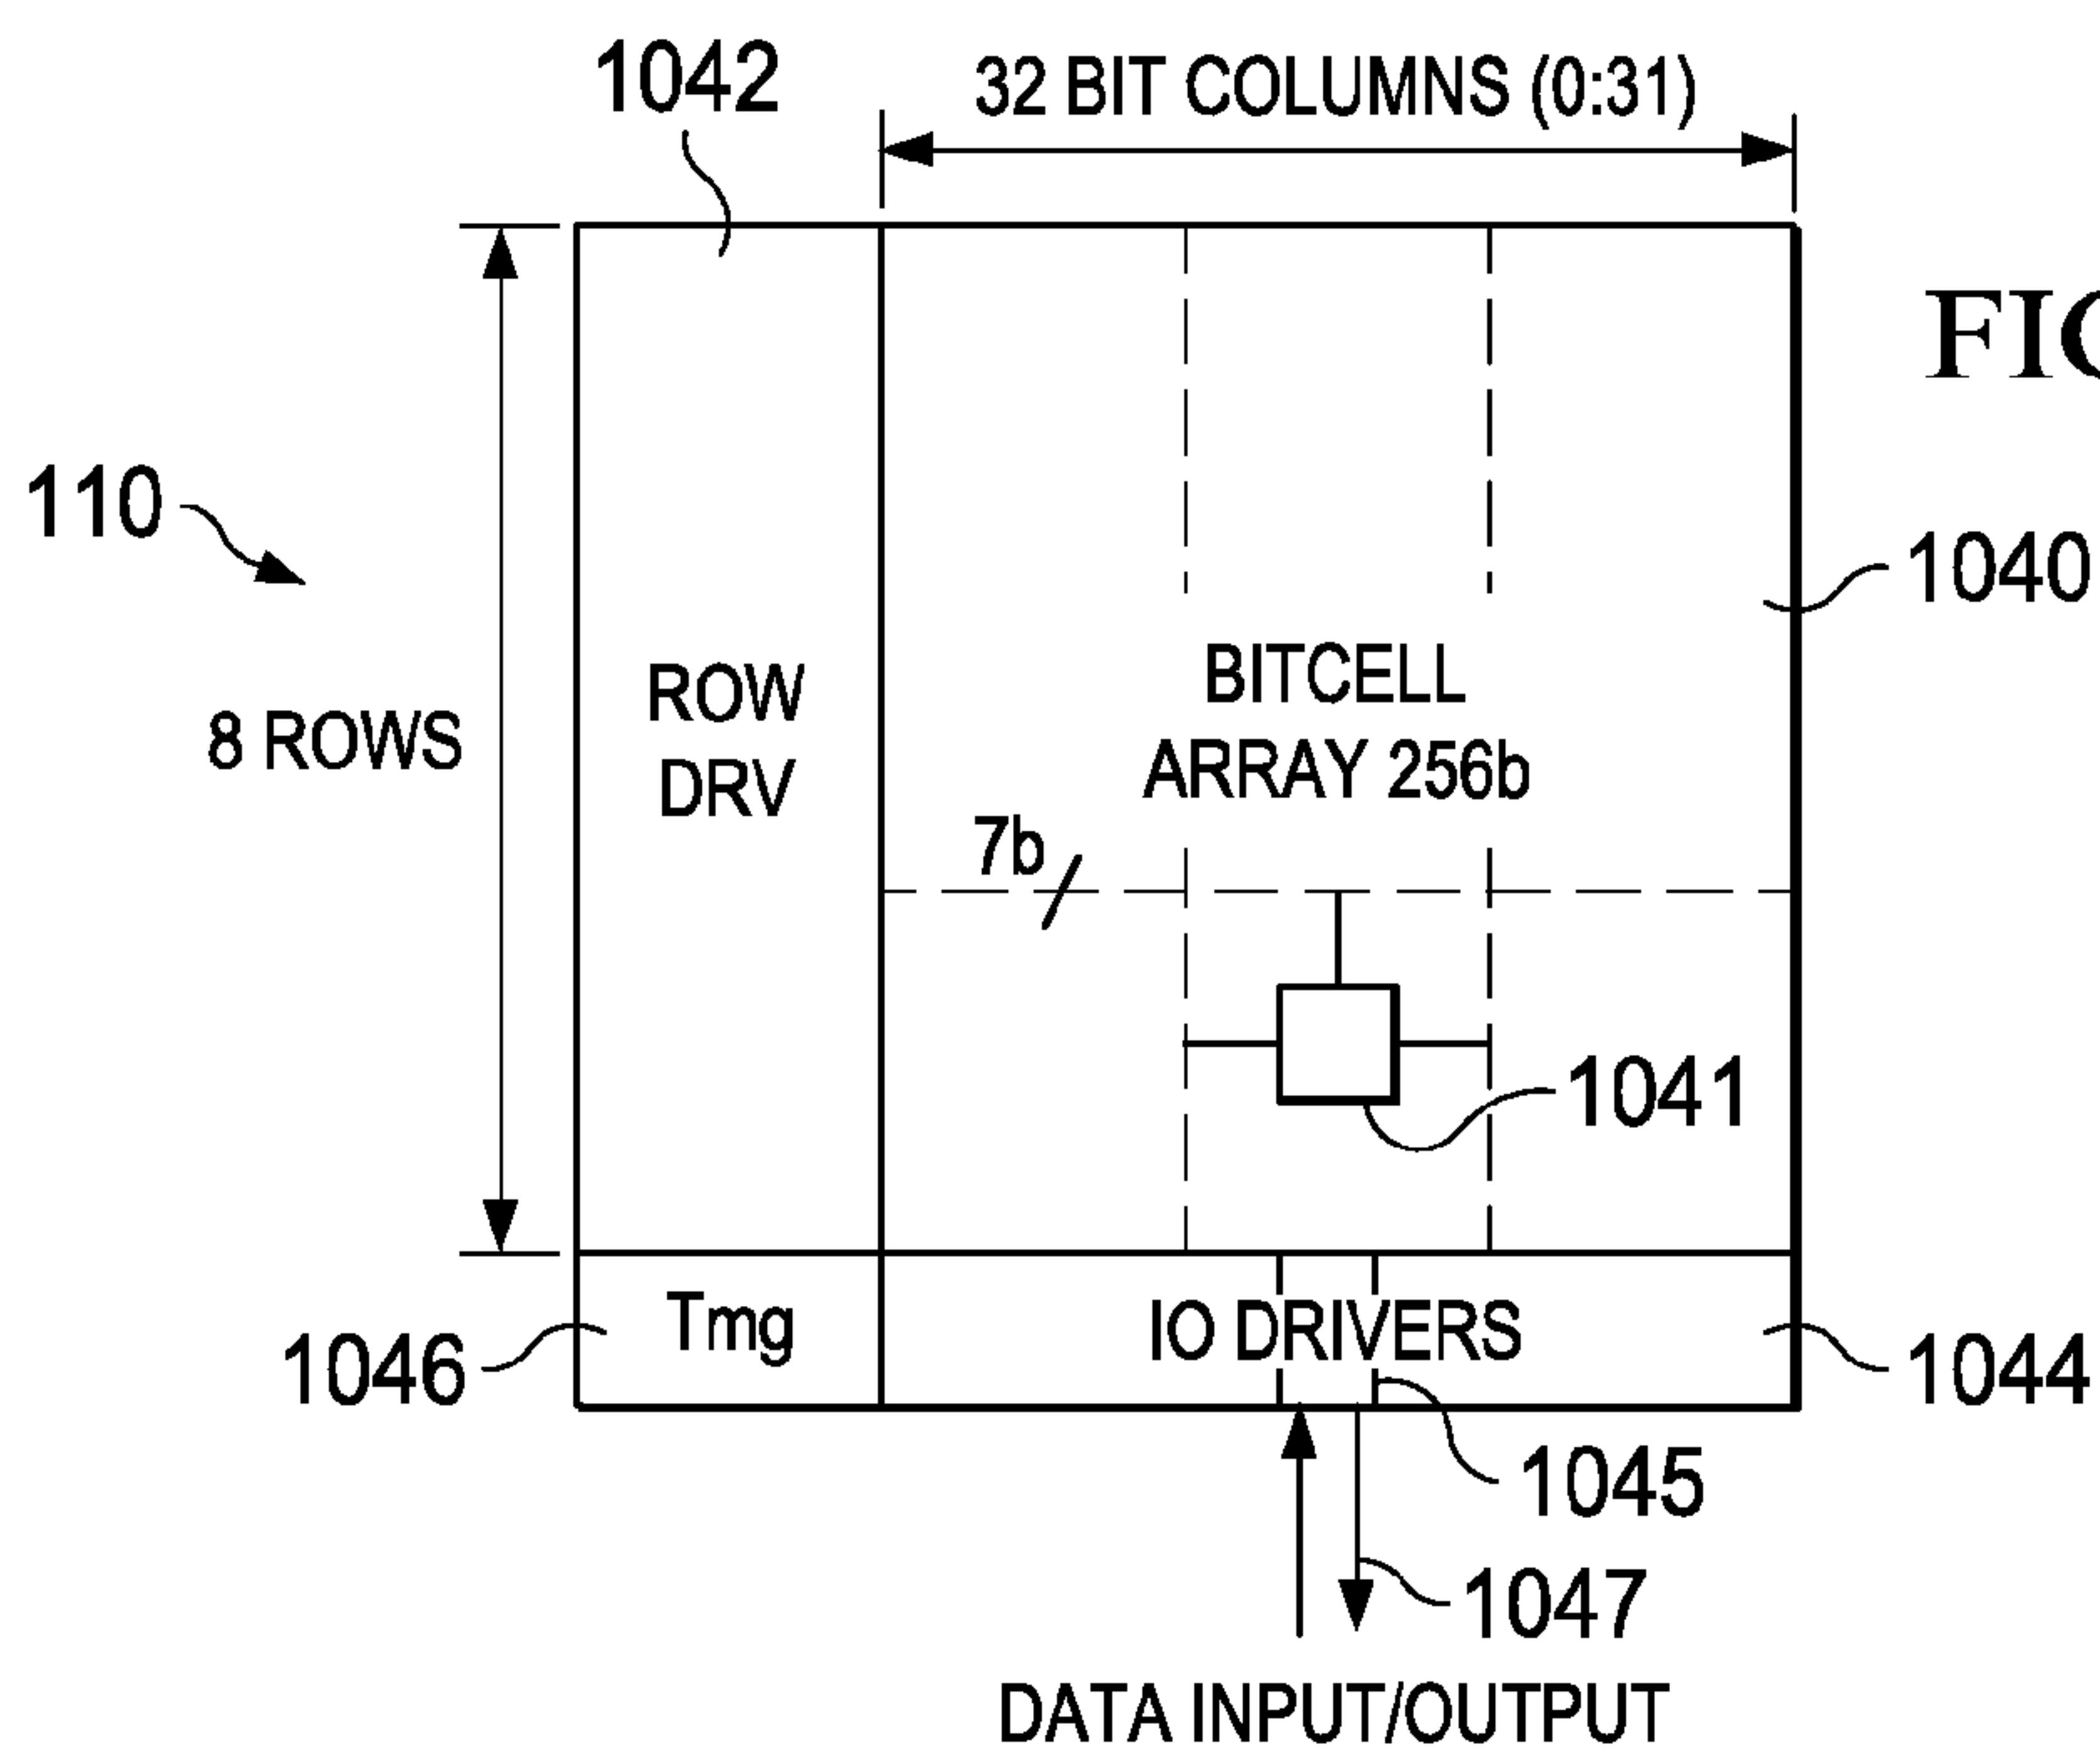 1042
32 BIT COLUMNS (0:31)
110
1040
8 ROWS
ROW
DRV
BITCELL
ARRAY 256b
7b
1041
Tmg
IO DRIVERS
1046
1044
1045
1047
DATA INPUT/OUTPUT